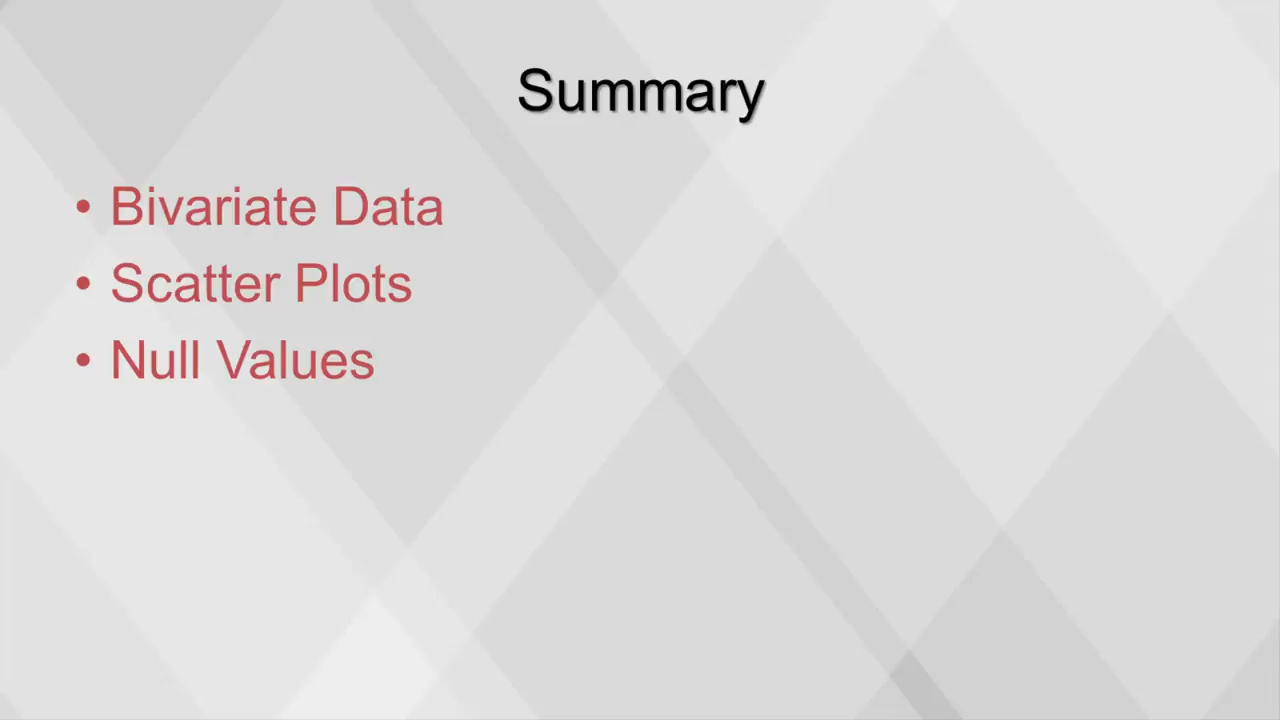 Summary
• Bivariate Data
• Scatter Plots
• Null Values